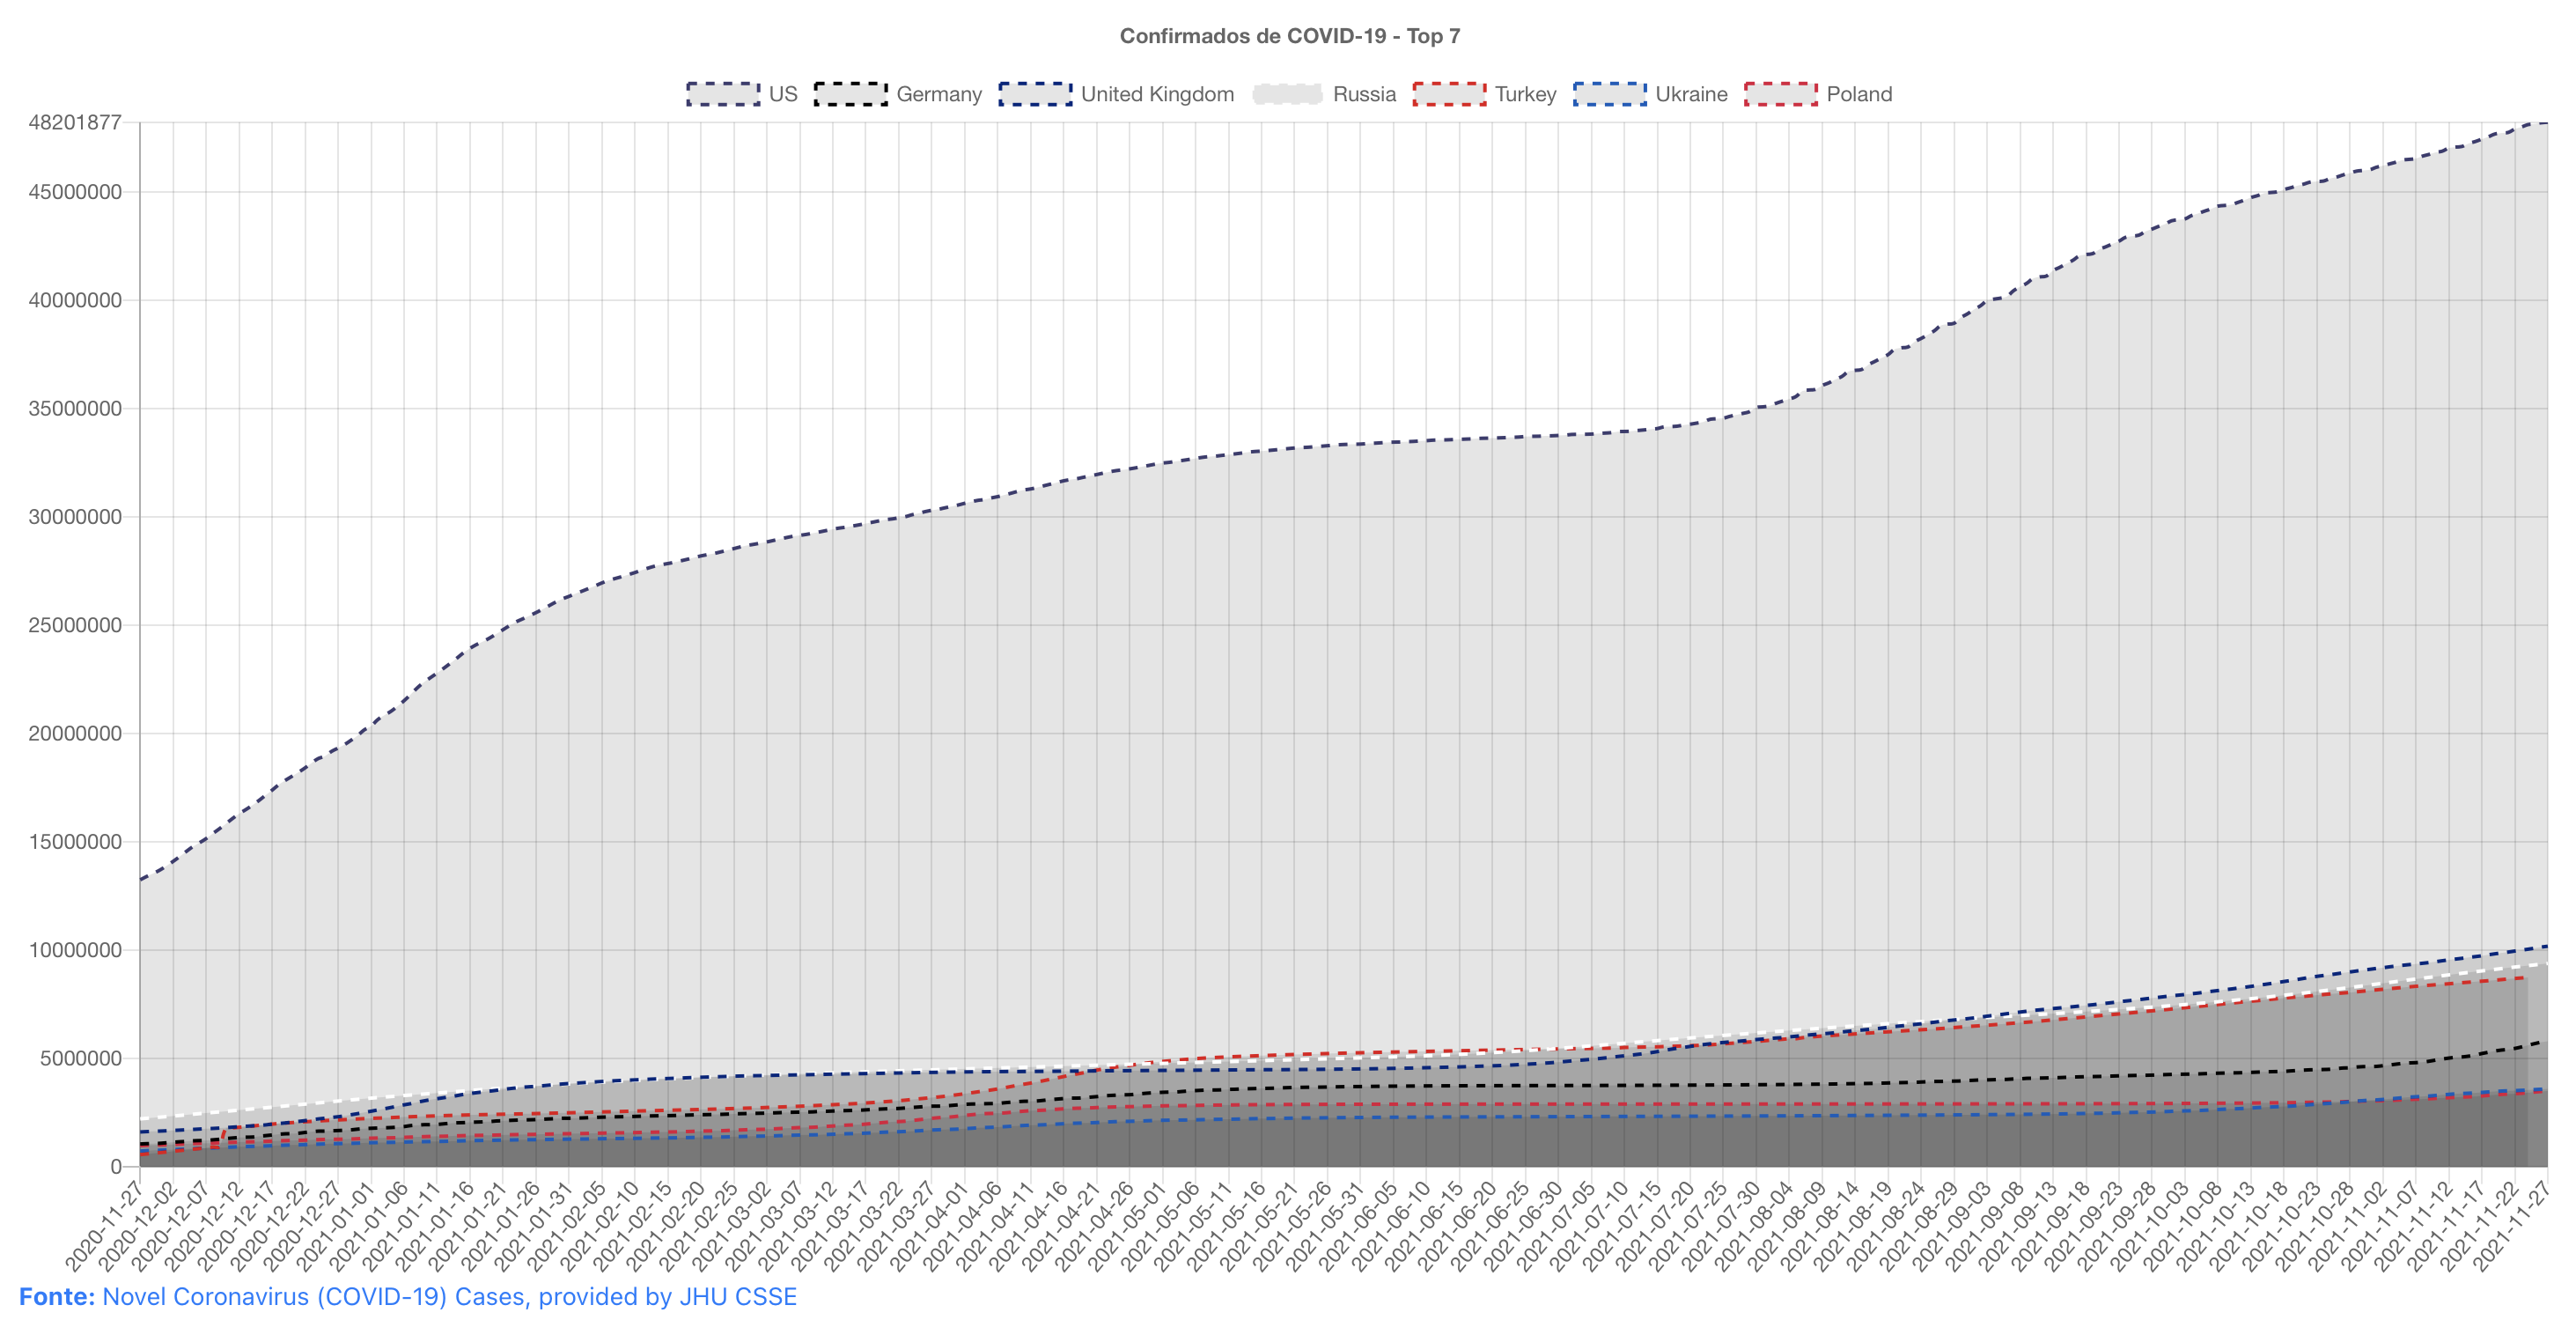 Confirmados de COVID-19 - Top 7
US Germany United Kingdom Russia Turkey Ukraine Poland
48201877
45000000
40000000
35000000
30000000
25000000
20000000
15000000
10000000
5000000
0
2020-11-27 2020-12-02 2020-12-07 2020-12-12 2020-12-17 2020-12-22 2020-12-27 2021-01-01 2021-01-06 2021-01-11 2021-01-16 2021-01-21 2021-01-26 2021-01-31 2021-02-05 2021-02-10 2021-02-15 2021-02-20 2021-02-25 2021-03-02 2021-03-07 2021-03-12 2021-03-17 2021-03-22 2021-03-27 2021-04-01 2021-04-06 2021-04-11 2021-04-16 2021-04-21 2021-04-26 2021-05-01 2021-05-06 2021-05-11 2021-05-16 2021-05-21 2021-05-26 2021-05-31 2021-06-05 2021-06-10 2021-06-15 2021-06-20 2021-06-25 2021-06-30 2021-07-05 2021-07-10 2021-07-15 2021-07-20 2021-07-25 2021-07-30 2021-08-04 2021-08-09 2021-08-14 2021-08-19 2021-08-24 2021-08-29 2021-09-03 2021-09-08 2021-09-13 2021-09-18 2021-09-23 2021-09-28 2021-10-03 2021-10-08 2021-10-13 2021-10-18 2021-10-23 2021-10-28 2021-11-02 2021-11-07 2021-11-12 2021-11-17 2021-11-22 2021-11-27
Fonte: Novel Coronavirus (COVID-19) Cases, provided by JHU CSSE